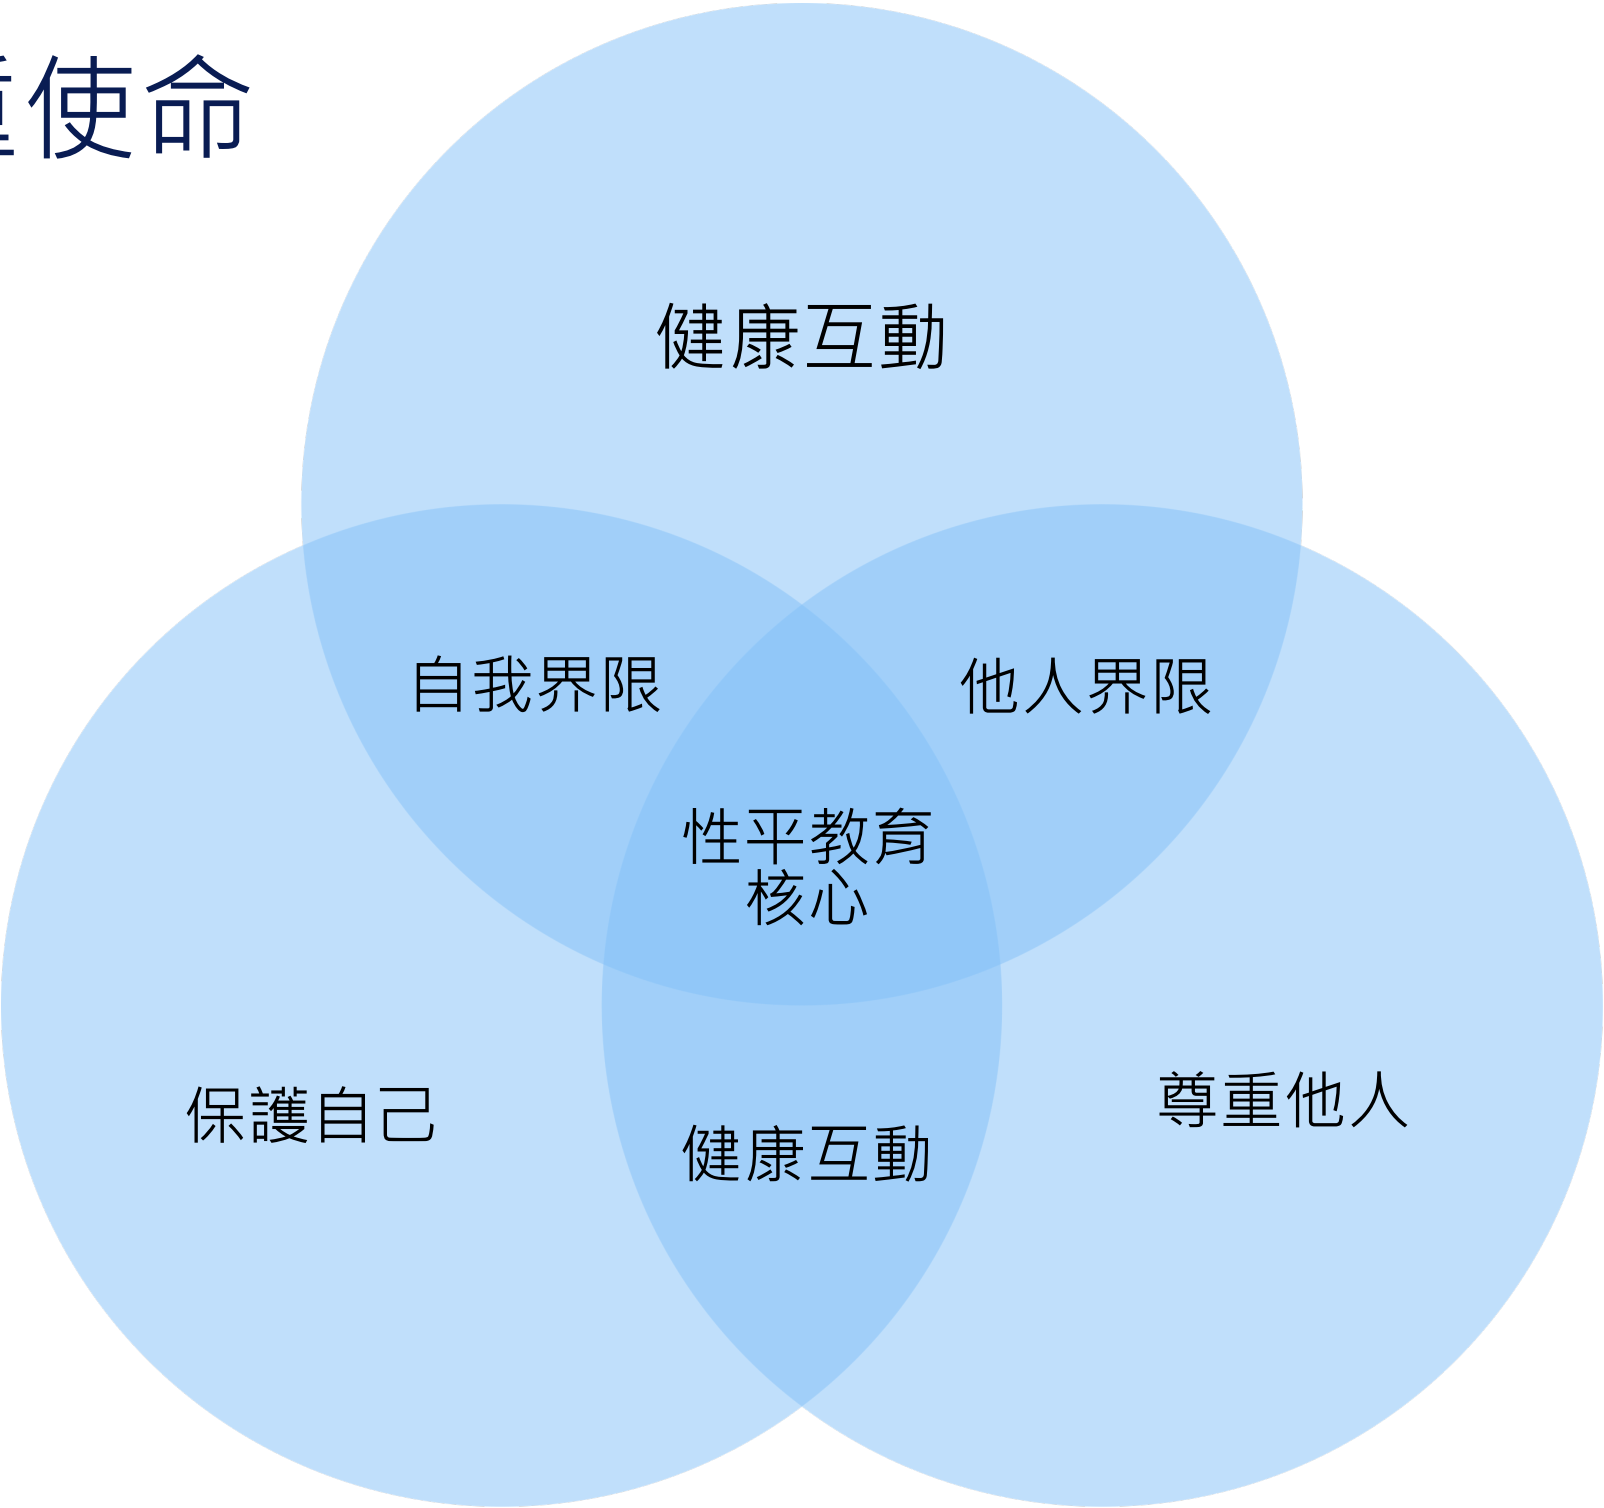 使命
健康互動
自我界限
他人界限
性平教育
核心
保護自己
尊重他人
健康互動